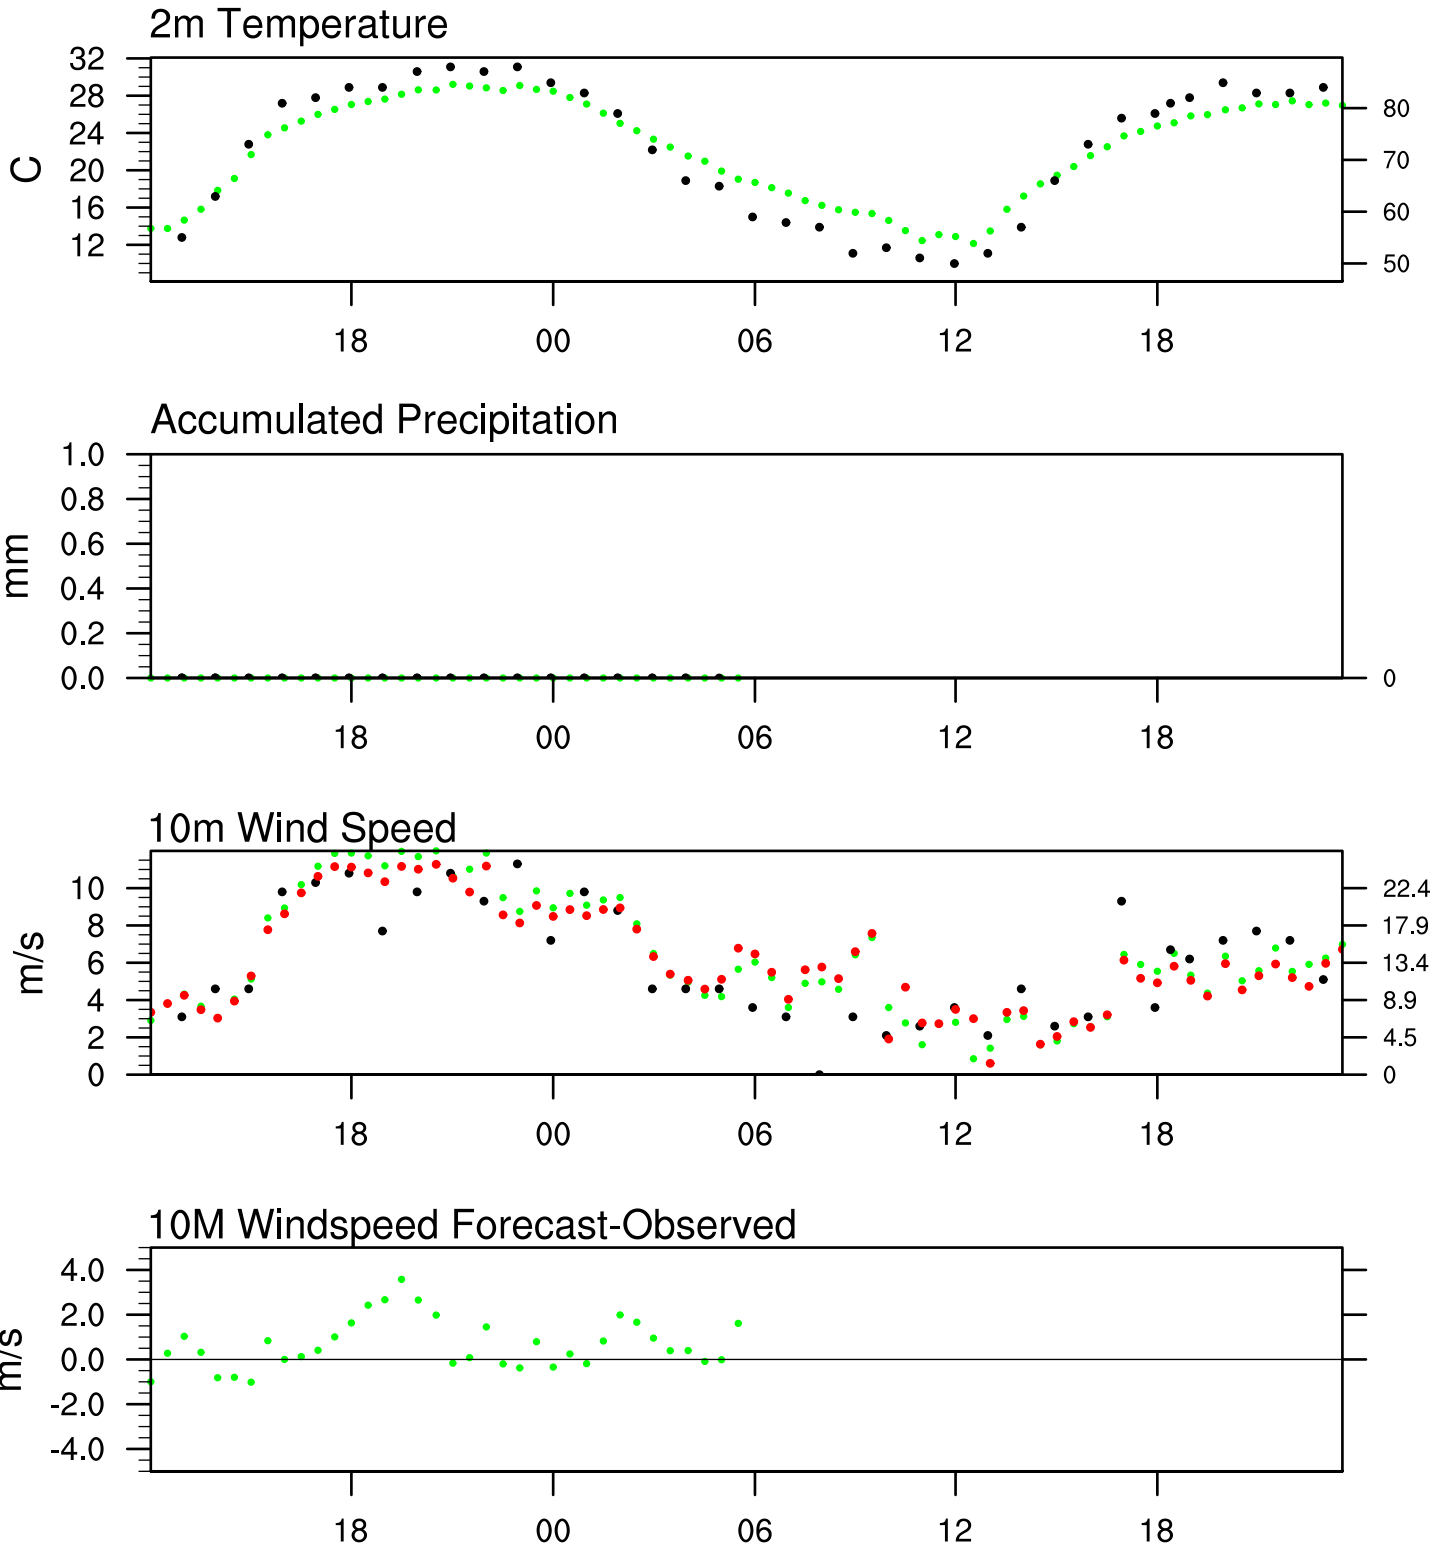 2m Temperature
32
28
24
20
16
12
C
80
70
60
50
18 00 06 12 18
Accumulated Precipitation
1.0
0.8
0.6
0.4
0.2
0.0
mm
0
18 00 06 12 18
10m Wind Speed
10
8
6
4
2
0
m/s
22.4
17.9
13.4
8.9
4.5
0
18 00 06 12 18
10M Windspeed Forecast-Observed
4.0
2.0
0.0
-2.0
-4.0
m/s
18 00 06 12 18